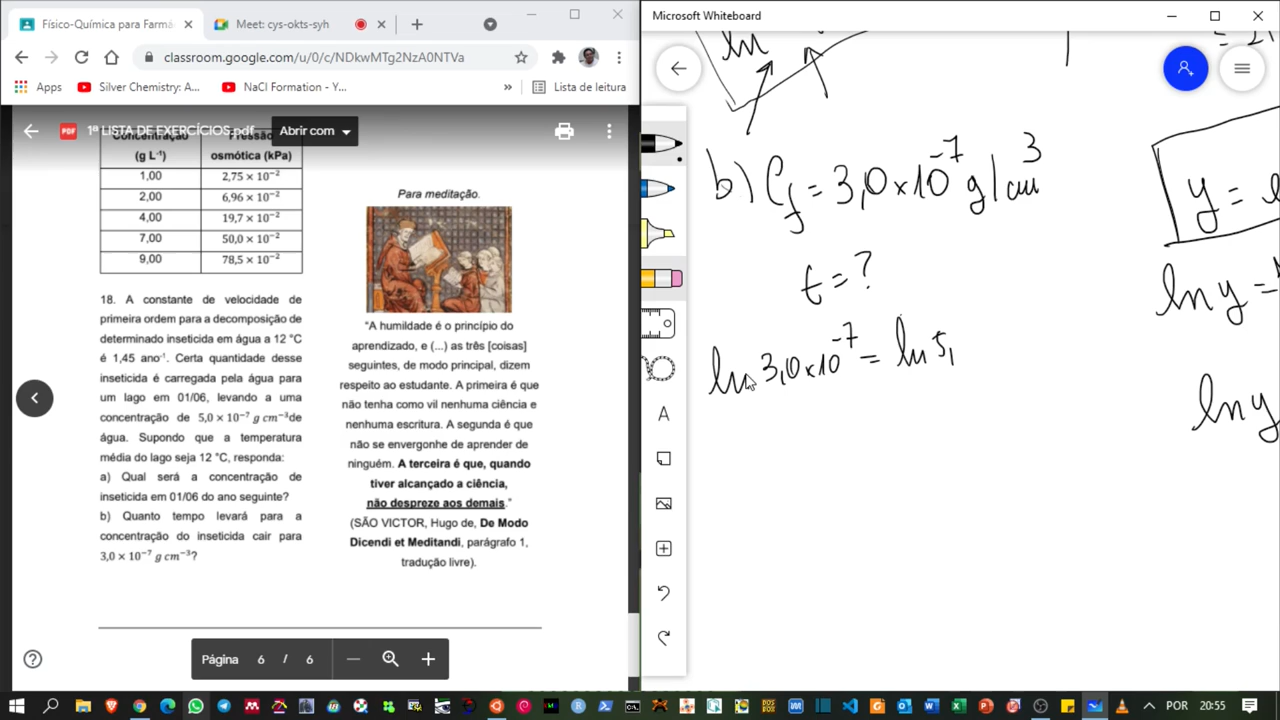 Físico-Química para Farmá
Meet: cys-okts-syh
classroom.google.com/u/0/c/NDkwMTg2NzA0NTVa
Apps
Silver Chemistry: A...
NaCl Formation - Y...
»
Lista de leitura
1ª LISTA DE EXERCÍCIOS.pdf
Abrir com
Concentração Pressão
(g L⁻¹) osmótica (kPa)
1,00 2,75 × 10⁻²
2,00 6,96 × 10⁻²
4,00 19,7 × 10⁻²
7,00 50,0 × 10⁻²
9,00 78,5 × 10⁻²
18. A constante de velocidade de
primeira ordem para a decomposição de
determinado inseticida em água a 12 °C
é 1,45 ano⁻¹. Certa quantidade desse
inseticida é carregada pela água para
um lago em 01/06, levando a uma
concentração de 5,0 × 10⁻⁷ g cm⁻³de
água. Supondo que a temperatura
média do lago seja 12 °C, responda:
a) Qual será a concentração de
inseticida em 01/06 do ano seguinte?
b) Quanto tempo levará para a
concentração do inseticida cair para
3,0 × 10⁻⁷ g cm⁻³?
Para meditação.
“A humildade é o princípio do
aprendizado, e (...) as três [coisas]
seguintes, de modo principal, dizem
respeito ao estudante. A primeira é que
não tenha como vil nenhuma ciência e
nenhuma escritura. A segunda é que
não se envergonhe de aprender de
ninguém. A terceira é que, quando
tiver alcançado a ciência,
não despreze aos demais.”
(SÃO VICTOR, Hugo de, De Modo
Dicendi et Meditandi, parágrafo 1,
tradução livre).
Página 6 / 6
Microsoft Whiteboard
ln
b) Cf = 3,0×10⁻⁷ g/cm³
t = ?
ln 3,0×10⁻⁷ = ln 5,
y =
ln y =
ln y
POR 20:55